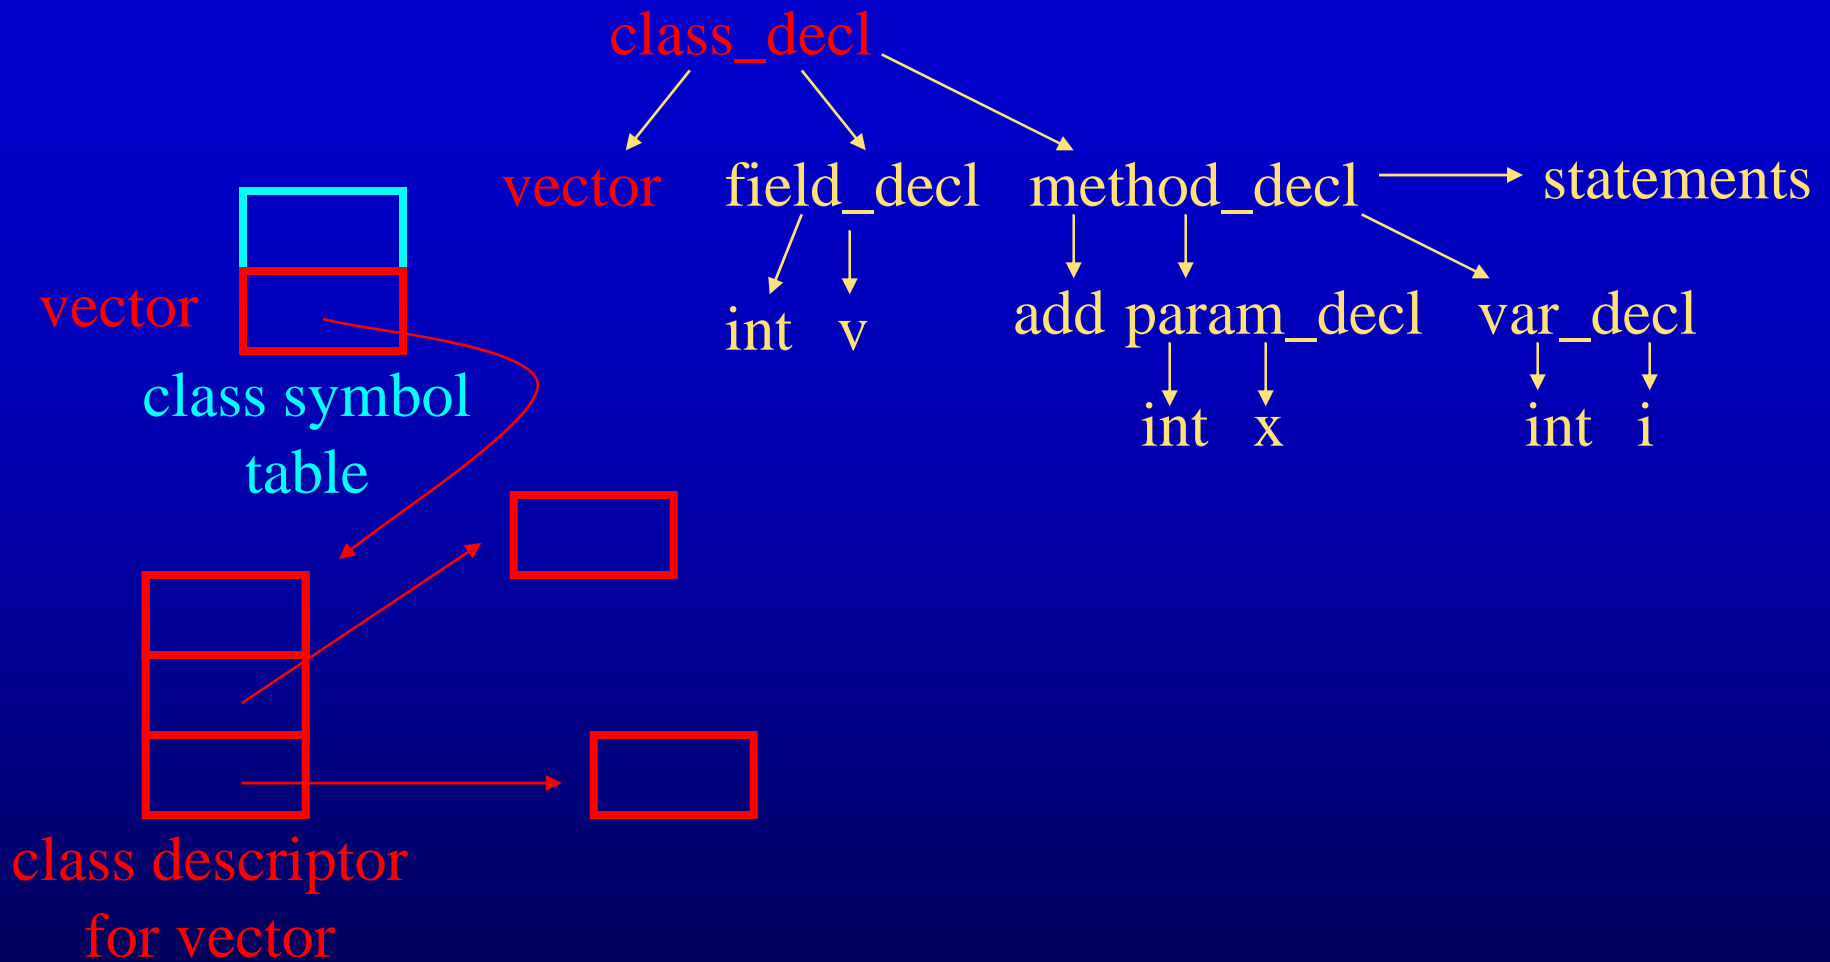 class_decl
vector field_decl method_decl statements
vector
int v
add param_decl var_decl
int x
int i
class symbol
table
class descriptor
for vector